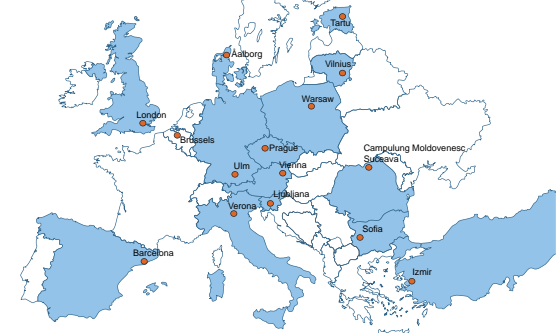 Tartu
Aalborg
Vilnius
Warsaw
London
Brussels
Prague
Campulung Moldovenesc,
Suceava
Ulm
Vienna
Ljubljana
Verona
Sofia
Barcelona
Izmir